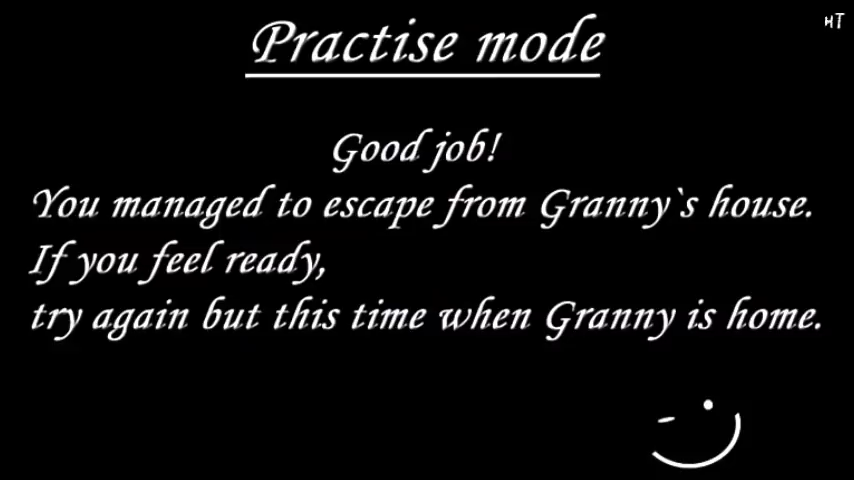 HT
Practise mode
Good job!
You managed to escape from Granny`s house.
If you feel ready,
try again but this time when Granny is home.